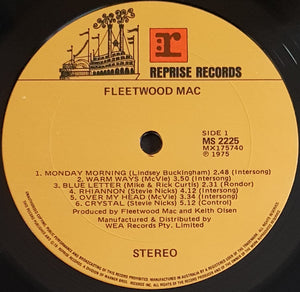 r
REPRISE RECORDS
FLEETWOOD MAC
SIDE 1
MS 2225
MX175740
℗ 1975
1. MONDAY MORNING (Lindsey Buckingham) 2.48 (Intersong)
2. WARM WAYS (McVie) 3.50 (Intersong)
3. BLUE LETTER (Mike & Rick Curtis) 2.31 (Rondor)
4. RHIANNON (Stevie Nicks) 4.12 (Intersong)
5. OVER MY HEAD (McVie) 3.34 (Intersong)
6. CRYSTAL (Stevie Nicks) 5.12 (Control)
Produced by Fleetwood Mac and Keith Olsen
Manufactured & Distributed by
WEA Records Pty. Limited
STEREO